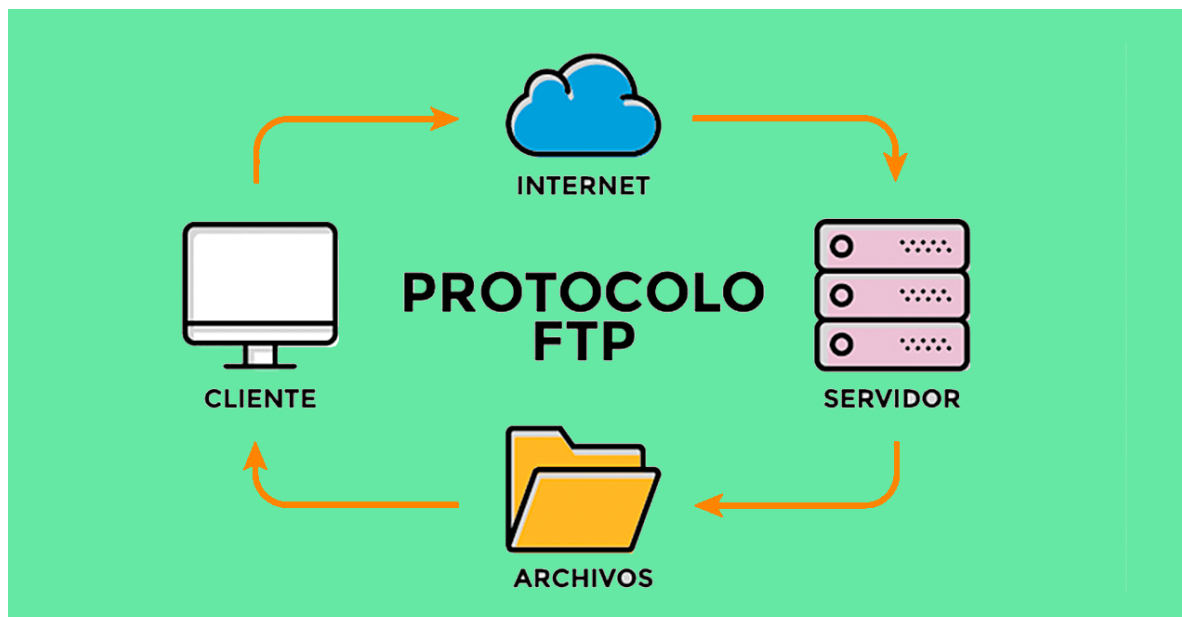 INTERNET
PROTOCOLO
FTP
CLIENTE
SERVIDOR
ARCHIVOS